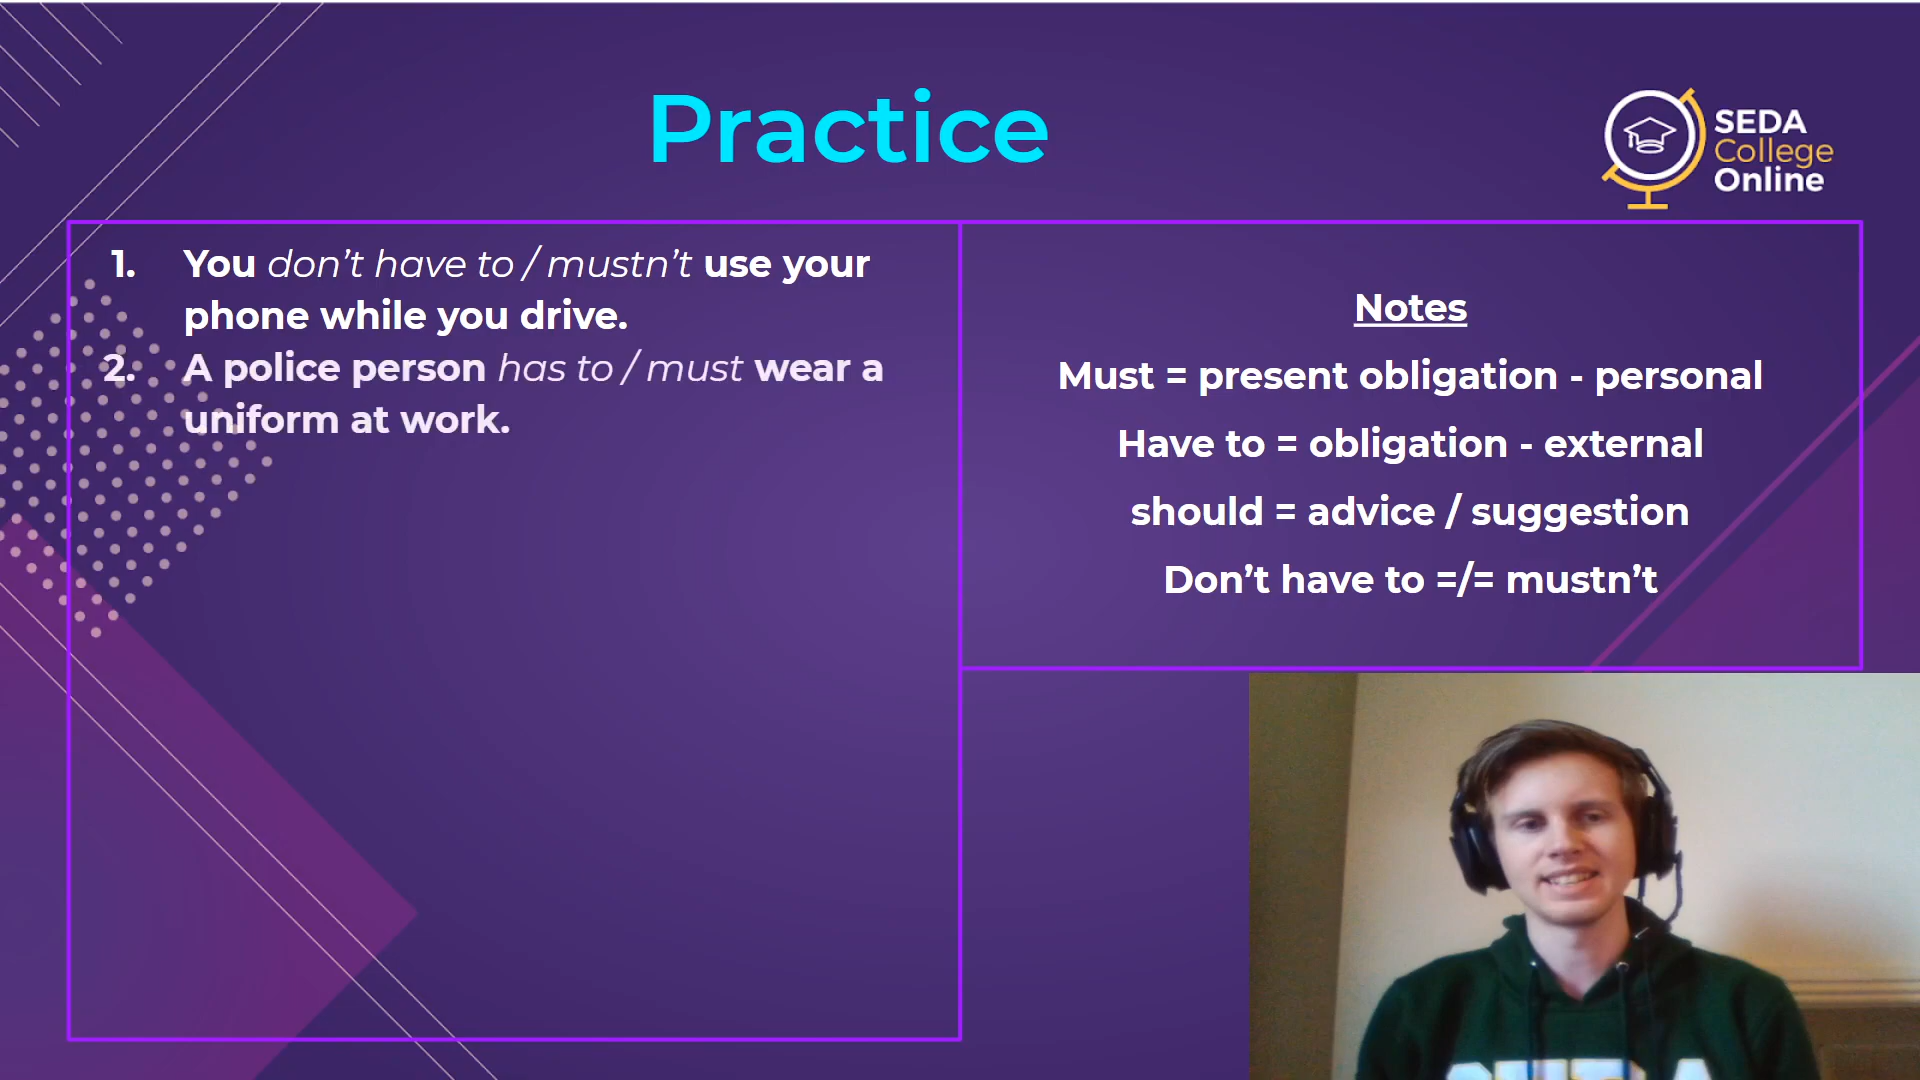 Practice
SEDA
College
Online
1. You don't have to / mustn't use your
phone while you drive.
2. A police person has to / must wear a
uniform at work.
Notes
Must = present obligation - personal
Have to = obligation - external
should = advice / suggestion
Don't have to =/= mustn't